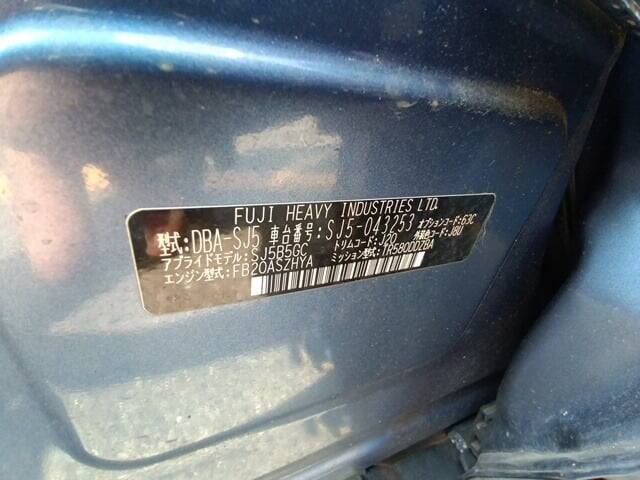 FUJI HEAVY INDUSTRIES LTD.
型式:DBA-SJ5 車台番号:SJ5-043253 オプションコード:63C
アプライドモデル:SJ5B56C トリムコード:J20 外装色コード:JBU
エンジン型式:FB20ASZHYA ミッション型式:TR580DDZBA